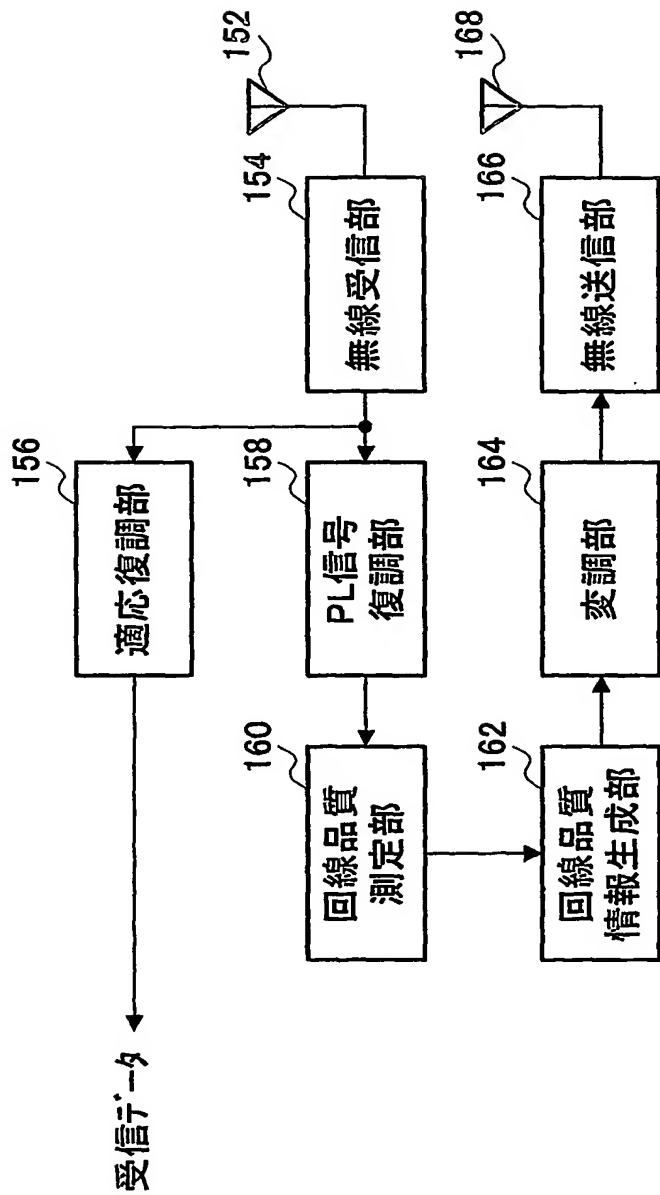 152
154
無線受信部
156
適応復調部
受信データ
158
PL信号
復調部
160
回線品質
測定部
162
回線品質
情報生成部
164
変調部
166
無線送信部
168